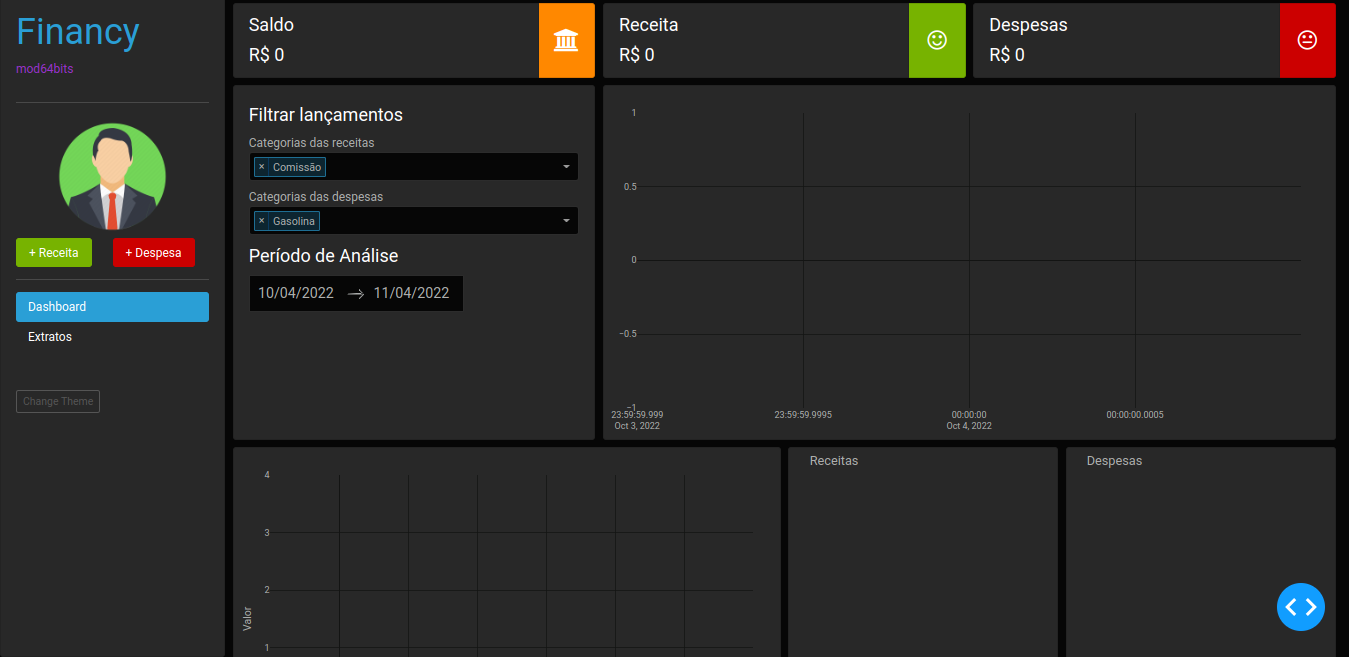 Financy
mod64bits
+ Receita
+ Despesa
Dashboard
Extratos
Change Theme
Saldo
R$ 0
Receita
R$ 0
Despesas
R$ 0
Filtrar lançamentos
Categorias das receitas
× Comissão
Categorias das despesas
× Gasolina
Período de Análise
10/04/2022 → 11/04/2022
1
0.5
0
−0.5
−1
23:59:59.999 23:59:59.9995 00:00:00 00:00:00.0005
Oct 3, 2022 Oct 4, 2022
4
3
2
1
Valor
Receitas
Despesas